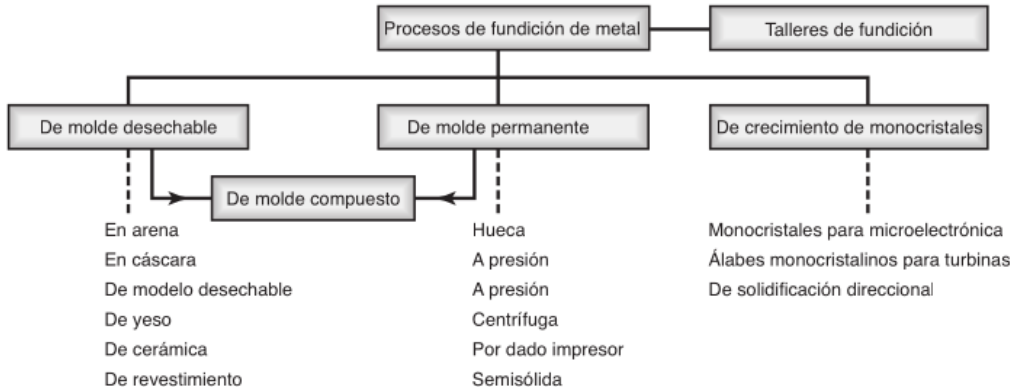 Procesos de fundición de metal
Talleres de fundición
De molde desechable
De molde permanente
De crecimiento de monocristales
De molde compuesto
En arena
En cáscara
De modelo desechable
De yeso
De cerámica
De revestimiento
Hueca
A presión
A presión
Centrífuga
Por dado impresor
Semisólida
Monocristales para microelectrónica
Álabes monocristalinos para turbinas
De solidificación direccional